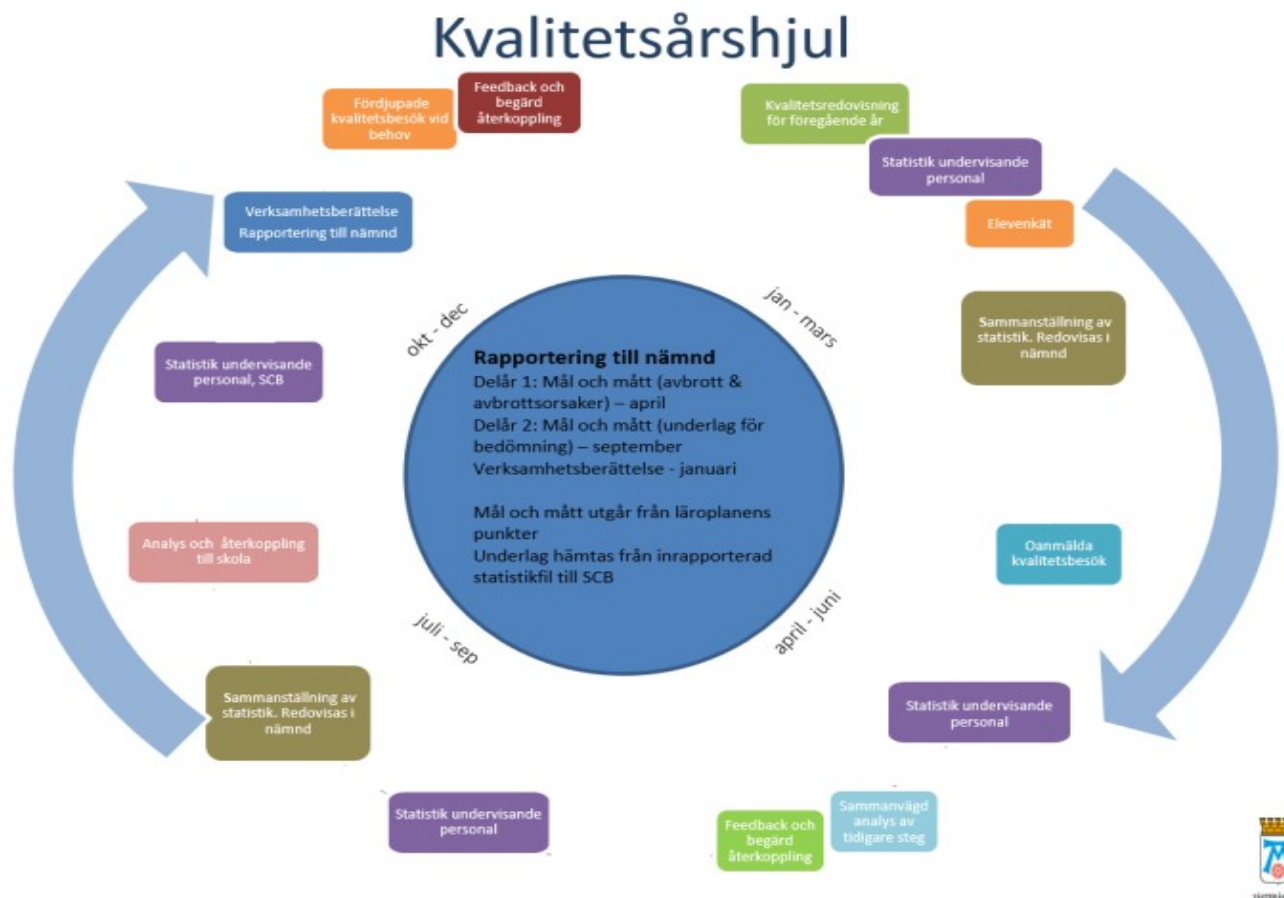 Kvalitetsårshjul
Fördjupade
kvalitetsbesök vid
behov
Feedback och
begärd
återkoppling
Kvalitetsredovisning
för föregående år
Statistik undervisande
personal
Elevenkät
Sammanställning av
statistik. Redovisas i
nämnd
Oanmälda
kvalitetsbesök
Statistik undervisande
personal
Sammanvägd
analys av
tidigare steg
Feedback och
begärd
återkoppling
Statistik undervisande
personal
Sammanställning av
statistik. Redovisas i
nämnd
Analys och återkoppling
till skola
Statistik undervisande
personal, SCB
Verksamhetsberättelse
Rapportering till nämnd
okt - dec
jan - mars
april - juni
juli - sep
Rapportering till nämnd
Delår 1: Mål och mått (avbrott &
avbrottsorsaker) – april
Delår 2: Mål och mått (underlag för
bedömning) – september
Verksamhetsberättelse - januari
Mål och mått utgår från läroplanens
punkter
Underlag hämtas från inrapporterad
statistikfil till SCB